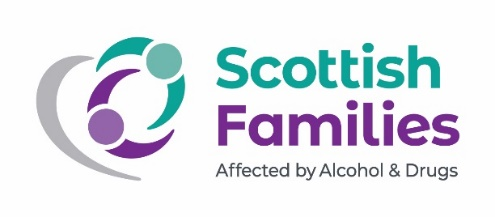 Scottish
Families
Affected by Alcohol & Drugs